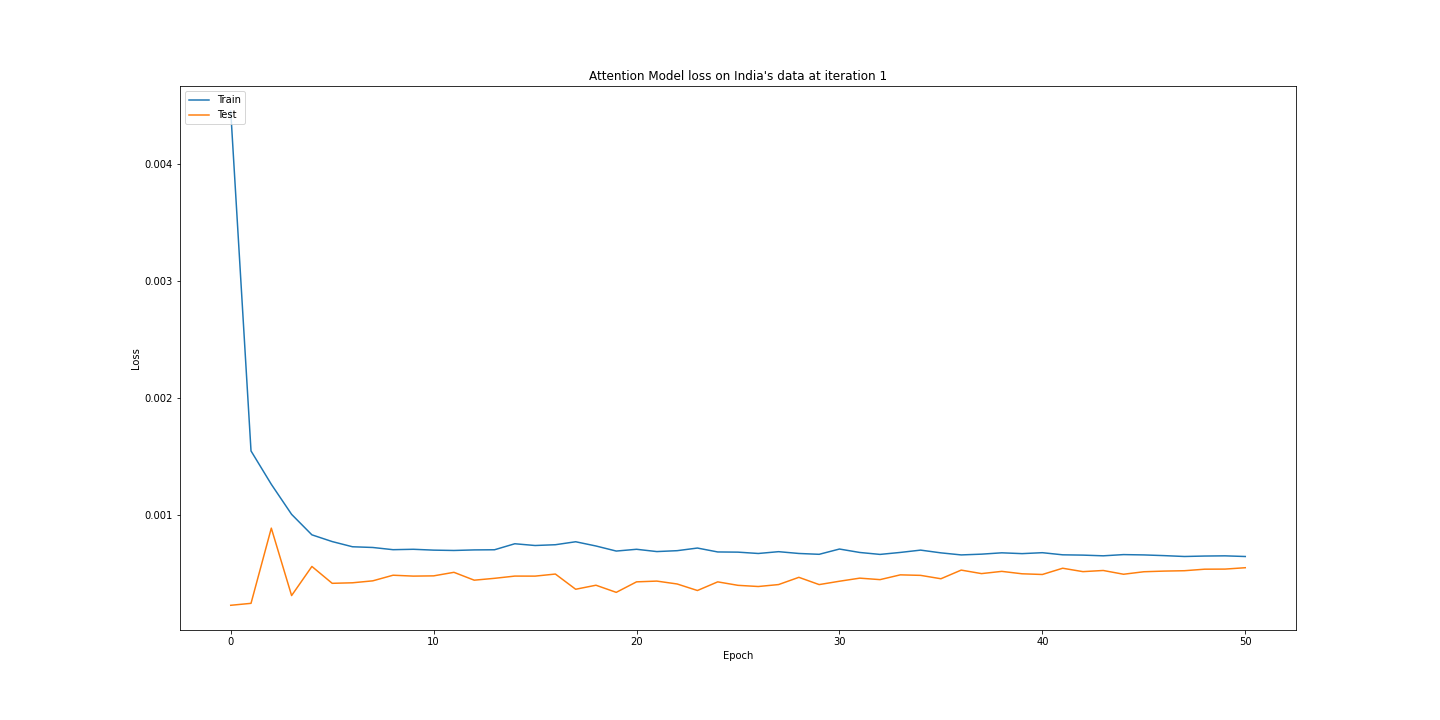 Attention Model loss on India's data at iteration 1
Train
Test
0.004
0.003
0.002
0.001
Loss
0
10
20
30
40
50
Epoch